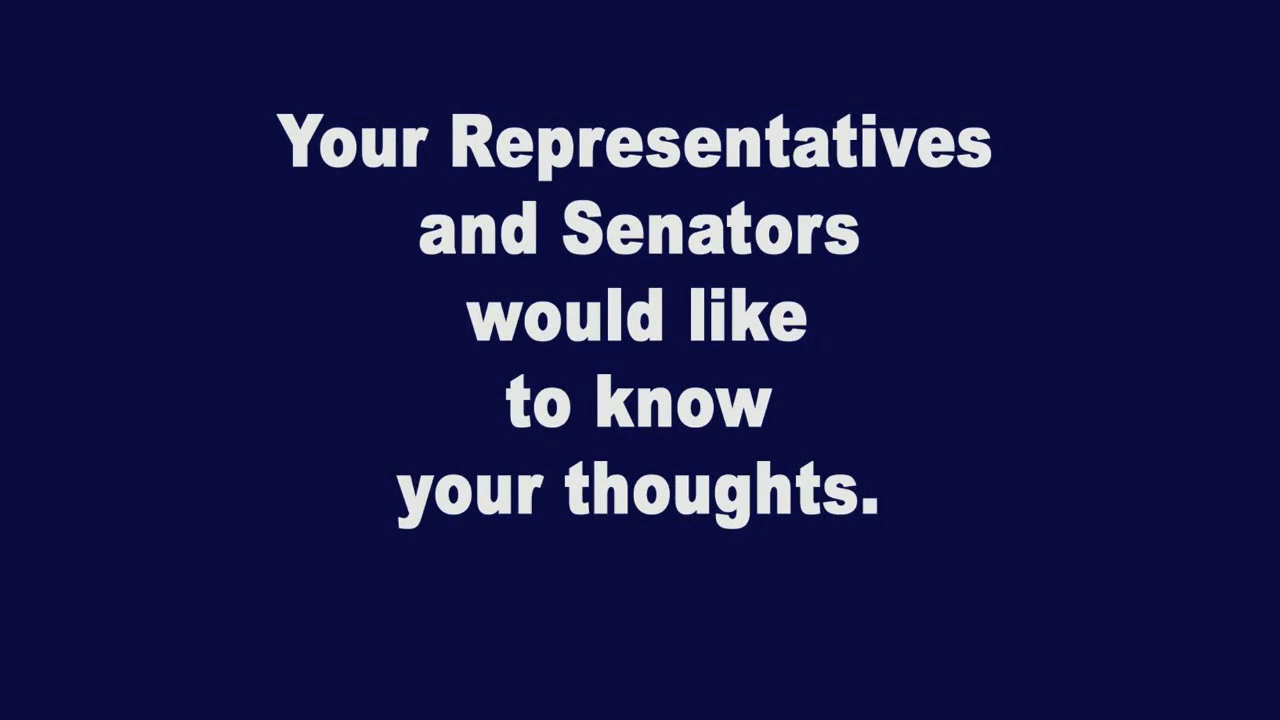 Your Representatives
and Senators
would like
to know
your thoughts.